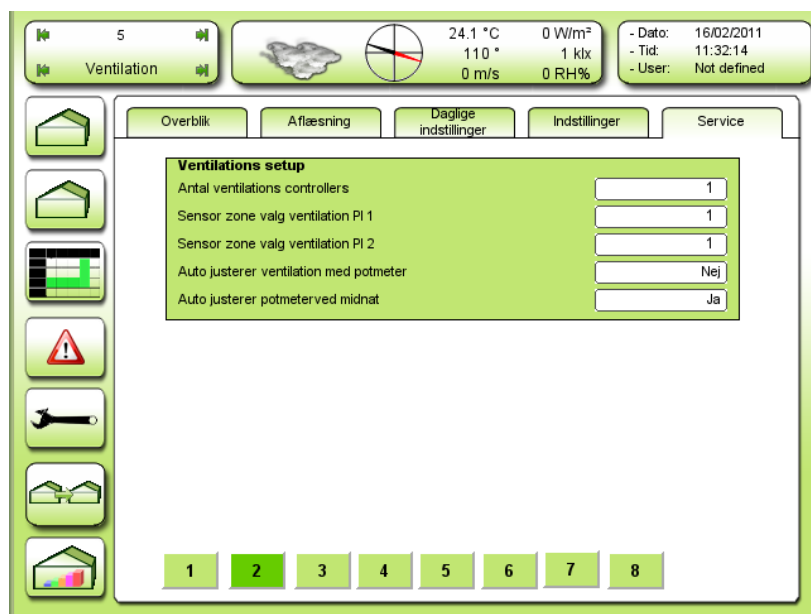 5
Ventilation
24.1 °C 0 W/m²
110 ° 1 klx
0 m/s 0 RH%
- Dato: 16/02/2011
- Tid: 11:32:14
- User: Not defined
Overblik
Aflæsning
Daglige
indstillinger
Indstillinger
Service
Ventilations setup
Antal ventilations controllers 1
Sensor zone valg ventilation PI 1 1
Sensor zone valg ventilation PI 2 1
Auto justerer ventilation med potmeter Nej
Auto justerer potmeterved midnat Ja
1 2 3 4 5 6 7 8